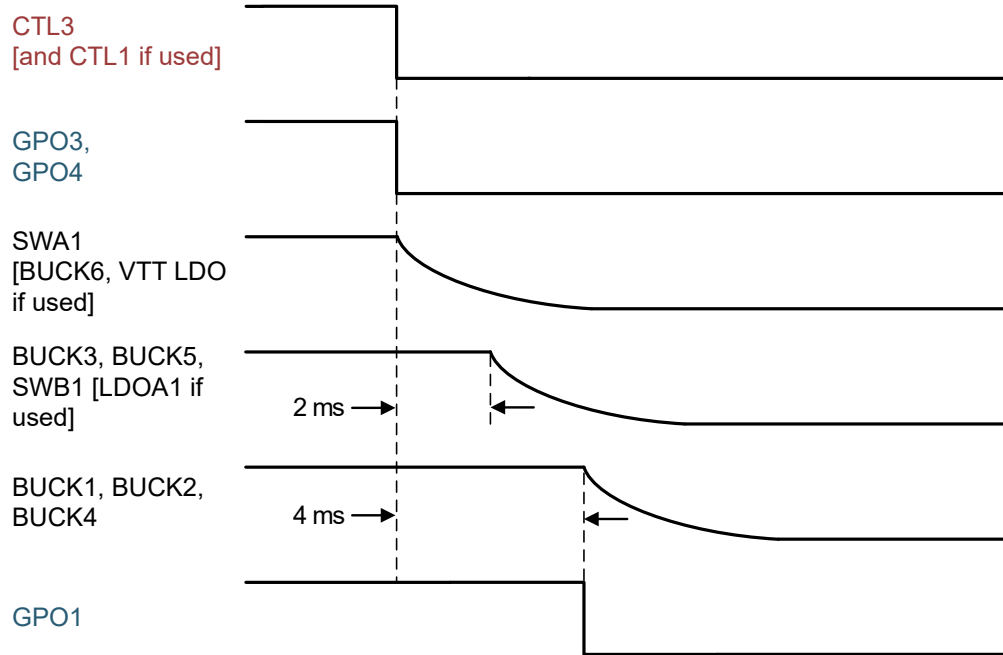 CTL3
[and CTL1 if used]
GPO3,
GPO4
SWA1
[BUCK6, VTT LDO
if used]
BUCK3, BUCK5,
SWB1 [LDOA1 if
used]
2 ms
BUCK1, BUCK2,
BUCK4
4 ms
GPO1